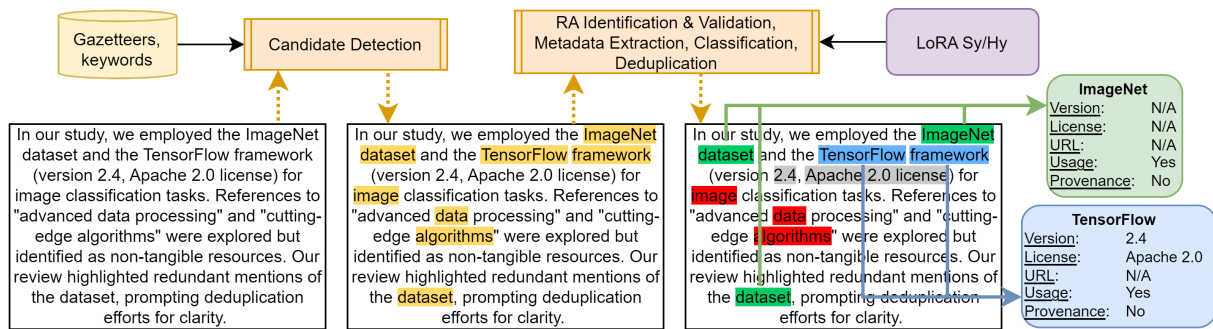 Gazetteers,
keywords
Candidate Detection
RA Identification & Validation,
Metadata Extraction, Classification,
Deduplication
LoRA Sy/Hy
In our study, we employed the ImageNet
dataset and the TensorFlow framework
(version 2.4, Apache 2.0 license) for
image classification tasks. References to
"advanced data processing" and "cutting-
edge algorithms" were explored but
identified as non-tangible resources. Our
review highlighted redundant mentions of
the dataset, prompting deduplication
efforts for clarity.
In our study, we employed the ImageNet
dataset and the TensorFlow framework
(version 2.4, Apache 2.0 license) for
image classification tasks. References to
"advanced data processing" and "cutting-
edge algorithms" were explored but
identified as non-tangible resources. Our
review highlighted redundant mentions of
the dataset, prompting deduplication
efforts for clarity.
In our study, we employed the ImageNet
dataset and the TensorFlow framework
(version 2.4, Apache 2.0 license) for
image classification tasks. References to
"advanced data processing" and "cutting-
edge algorithms" were explored but
identified as non-tangible resources. Our
review highlighted redundant mentions of
the dataset, prompting deduplication
efforts for clarity.
ImageNet
Version: N/A
License: N/A
URL: N/A
Usage: Yes
Provenance: No
TensorFlow
Version: 2.4
License: Apache 2.0
URL: N/A
Usage: Yes
Provenance: No